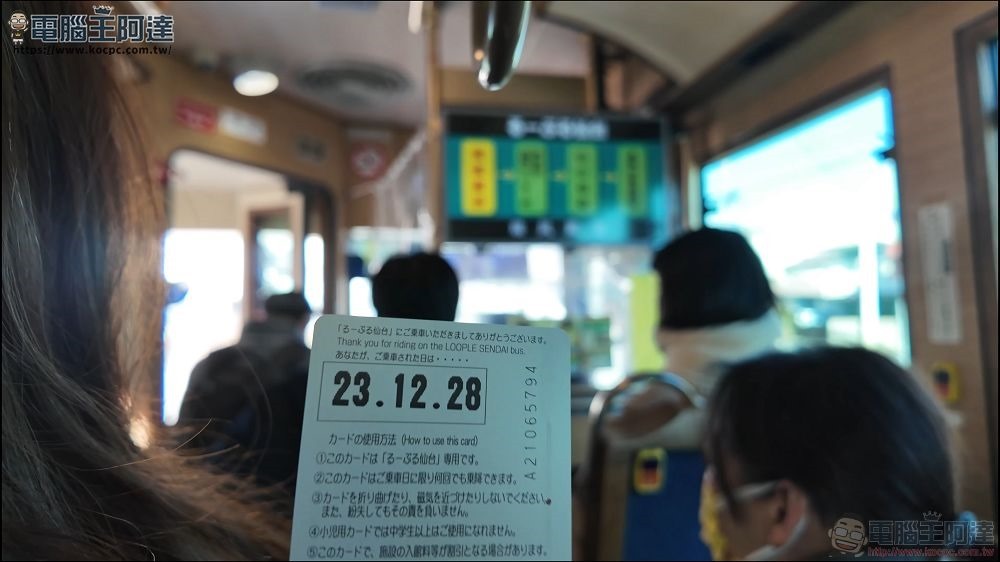 電腦王阿達
https://www.kocpc.com.tw/
「るーぷる仙台」にご乗車いただきましてありがとうございます。
Thank you for riding on the LOOPLE SENDAI bus.
あなたが、ご乗車された日は・・・・・
23.12.28
A21065794
カードの使用方法（How to use this card）
①このカードは「るーぷる仙台」専用です。
②このカードはご乗車日に限り何回でも乗降できます。
③カードを折り曲げたり、磁気を近づけたりしないでください。
また、紛失してもその責を負いません。
④小児用カードでは中学生以上はご使用になれません。
⑤このカードで、施設の入館料等が割引となる場合があります。
電腦王阿達
http://www.kocpc.com.tw